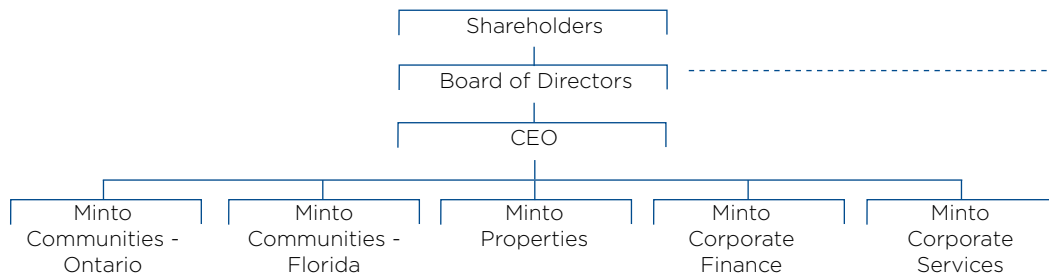 Shareholders
Board of Directors
CEO
Minto
Communities -
Ontario
Minto
Communities -
Florida
Minto
Properties
Minto
Corporate
Finance
Minto
Corporate
Services